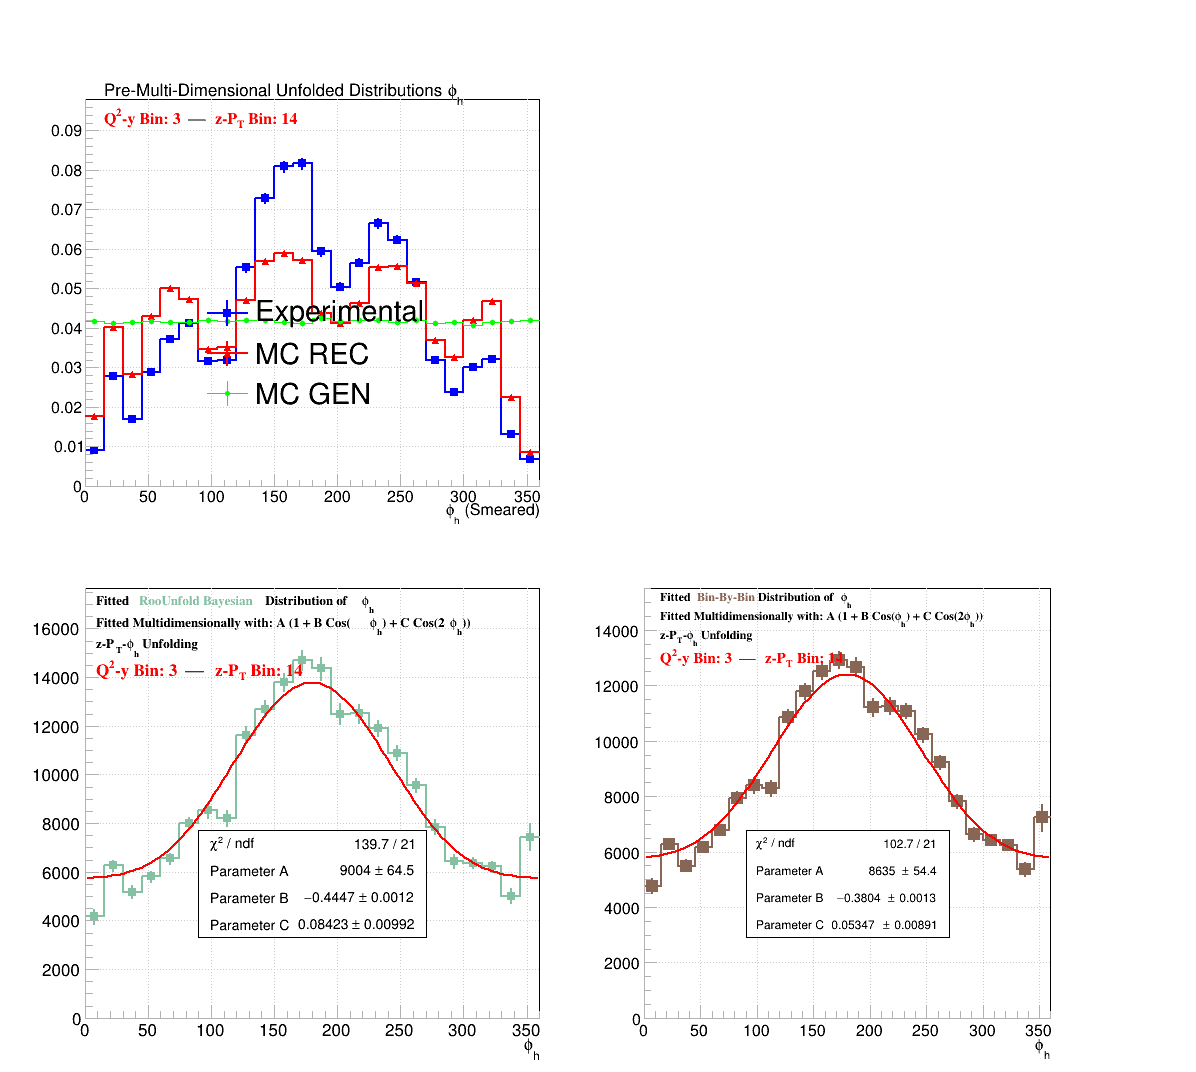 Pre-Multi-Dimensional Unfolded Distributions ϕh
Q2-y Bin: 3 — z-PT Bin: 14
0.09
0.08
0.07
0.06
0.05
0.04
0.03
0.02
0.01
0
Experimental
MC REC
MC GEN
0 50 100 150 200 250 300 350
ϕh (Smeared)
Fitted RooUnfold Bayesian Distribution of ϕh
Fitted Multidimensionally with: A (1 + B Cos( ϕh) + C Cos(2 ϕh))
z-PT-ϕh Unfolding
Q2-y Bin: 3 — z-PT Bin: 14
16000
14000
12000
10000
8000
6000
4000
2000
0
χ2 / ndf 139.7 / 21
Parameter A 9004 ± 64.5
Parameter B −0.4447 ± 0.0012
Parameter C 0.08423 ± 0.00992
0 50 100 150 200 250 300 350
ϕh
Fitted Bin-By-Bin Distribution of ϕh
Fitted Multidimensionally with: A (1 + B Cos(ϕh) + C Cos(2ϕh))
z-PT-ϕh Unfolding
Q2-y Bin: 3 — z-PT Bin: 14
14000
12000
10000
8000
6000
4000
2000
0
χ2 / ndf 102.7 / 21
Parameter A 8635 ± 54.4
Parameter B −0.3804 ± 0.0013
Parameter C 0.05347 ± 0.00891
0 50 100 150 200 250 300 350
ϕh